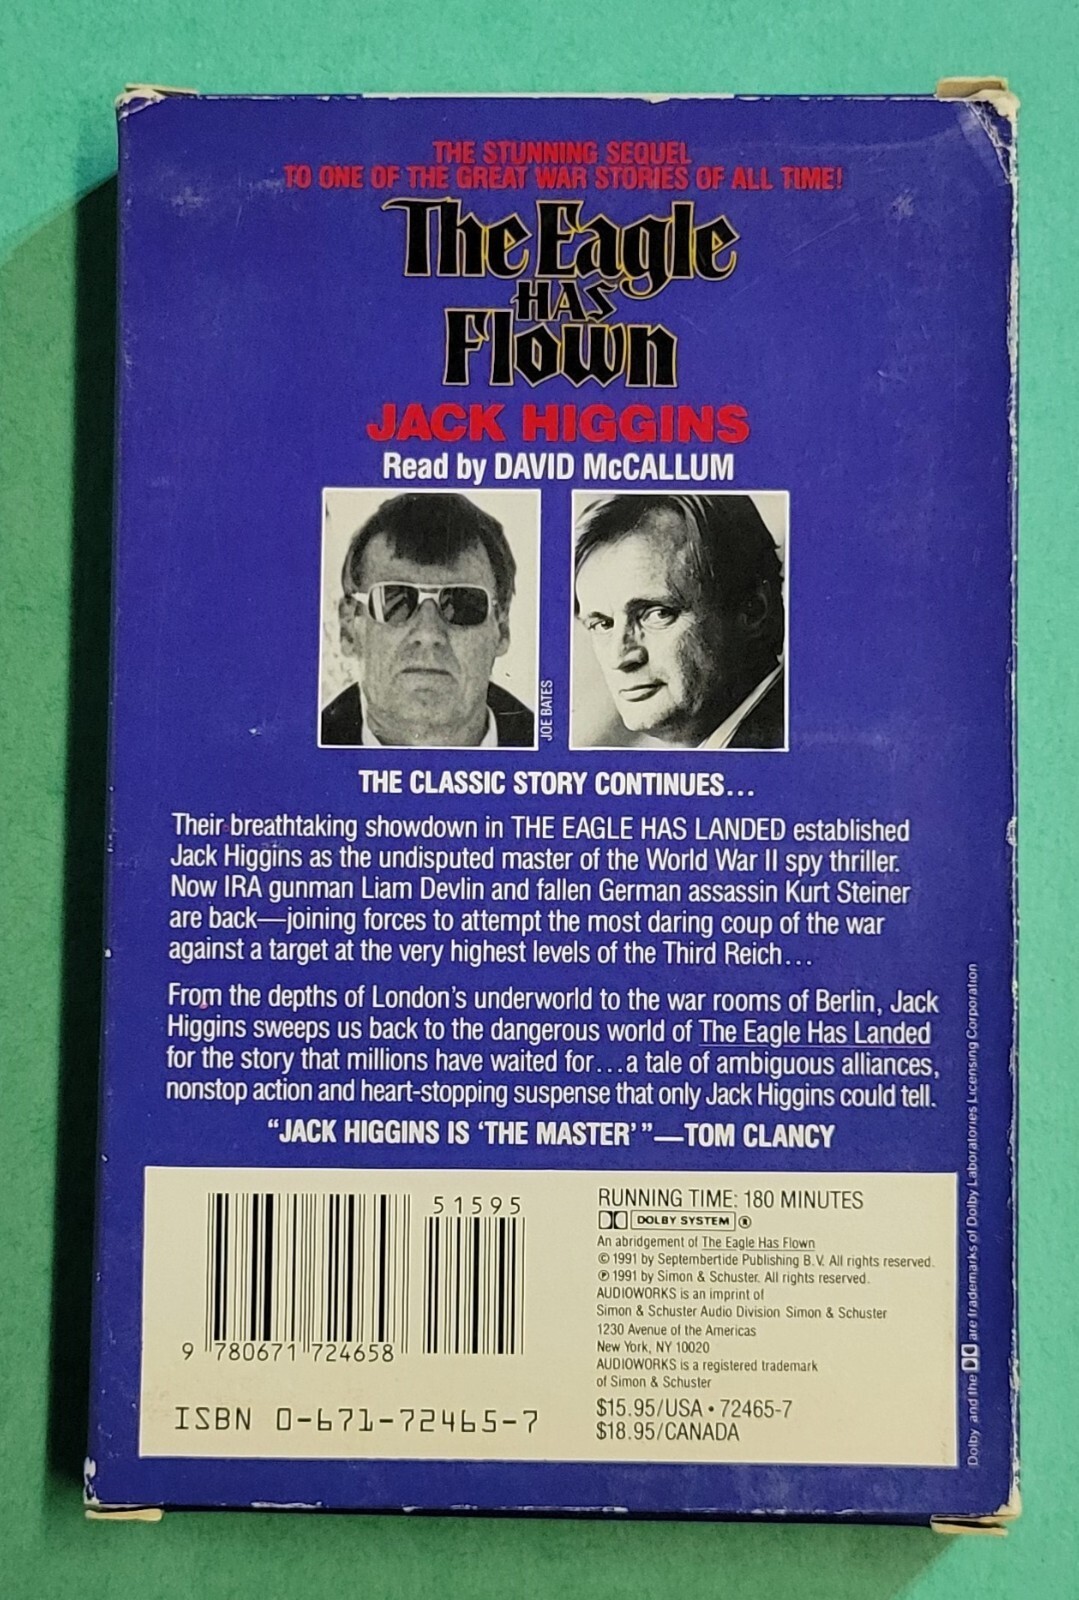 THE STUNNING SEQUEL
TO ONE OF THE GREAT WAR STORIES OF ALL TIME!
The Eagle
HAS
Flown
JACK HIGGINS
Read by DAVID McCALLUM
JOE BATES
THE CLASSIC STORY CONTINUES...
Their breathtaking showdown in THE EAGLE HAS LANDED established
Jack Higgins as the undisputed master of the World War II spy thriller.
Now IRA gunman Liam Devlin and fallen German assassin Kurt Steiner
are back—joining forces to attempt the most daring coup of the war
against a target at the very highest levels of the Third Reich...
From the depths of London's underworld to the war rooms of Berlin, Jack
Higgins sweeps us back to the dangerous world of The Eagle Has Landed
for the story that millions have waited for...a tale of ambiguous alliances,
nonstop action and heart-stopping suspense that only Jack Higgins could tell.
“JACK HIGGINS IS ‘THE MASTER’”—TOM CLANCY
51595
9 780671 724658
ISBN 0-671-72465-7
RUNNING TIME: 180 MINUTES
DOLBY SYSTEM ®
An abridgement of The Eagle Has Flown
© 1991 by Septembertide Publishing B.V. All rights reserved.
℗ 1991 by Simon & Schuster. All rights reserved.
AUDIOWORKS is an imprint of
Simon & Schuster Audio Division Simon & Schuster
1230 Avenue of the Americas
New York, NY 10020
AUDIOWORKS is a registered trademark
of Simon & Schuster
$15.95/USA • 72465-7
$18.95/CANADA
Dolby and the DD are trademarks of Dolby Laboratories Licensing Corporation